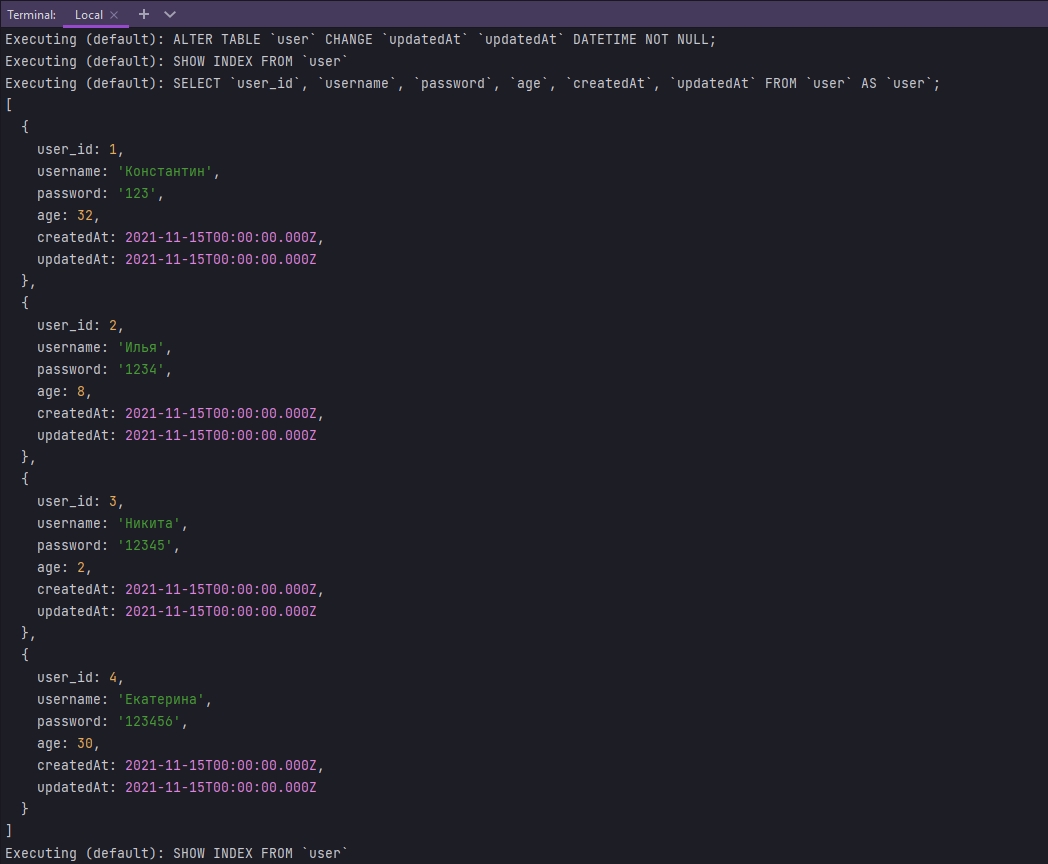 Terminal: Local × + ⌄
Executing (default): ALTER TABLE `user` CHANGE `updatedAt` `updatedAt` DATETIME NOT NULL;
Executing (default): SHOW INDEX FROM `user`
Executing (default): SELECT `user_id`, `username`, `password`, `age`, `createdAt`, `updatedAt` FROM `user` AS `user`;
[
  {
    user_id: 1,
    username: 'Константин',
    password: '123',
    age: 32,
    createdAt: 2021-11-15T00:00:00.000Z,
    updatedAt: 2021-11-15T00:00:00.000Z
  },
  {
    user_id: 2,
    username: 'Илья',
    password: '1234',
    age: 8,
    createdAt: 2021-11-15T00:00:00.000Z,
    updatedAt: 2021-11-15T00:00:00.000Z
  },
  {
    user_id: 3,
    username: 'Никита',
    password: '12345',
    age: 2,
    createdAt: 2021-11-15T00:00:00.000Z,
    updatedAt: 2021-11-15T00:00:00.000Z
  },
  {
    user_id: 4,
    username: 'Екатерина',
    password: '123456',
    age: 30,
    createdAt: 2021-11-15T00:00:00.000Z,
    updatedAt: 2021-11-15T00:00:00.000Z
  }
]
Executing (default): SHOW INDEX FROM `user`